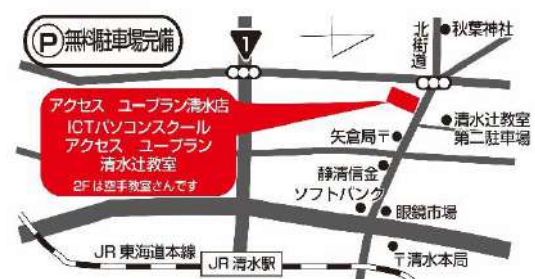 Ⓟ無料駐車場完備
1
北街道
秋葉神社
アクセス ユープラン清水店
ICTパソコンスクール
アクセス ユープラン
清水辻教室
2Fは空手教室さんです
矢倉局〒
清水辻教室
第二駐車場
静清信金
ソフトバンク
眼鏡市場
JR東海道本線
JR清水駅
〒清水本局